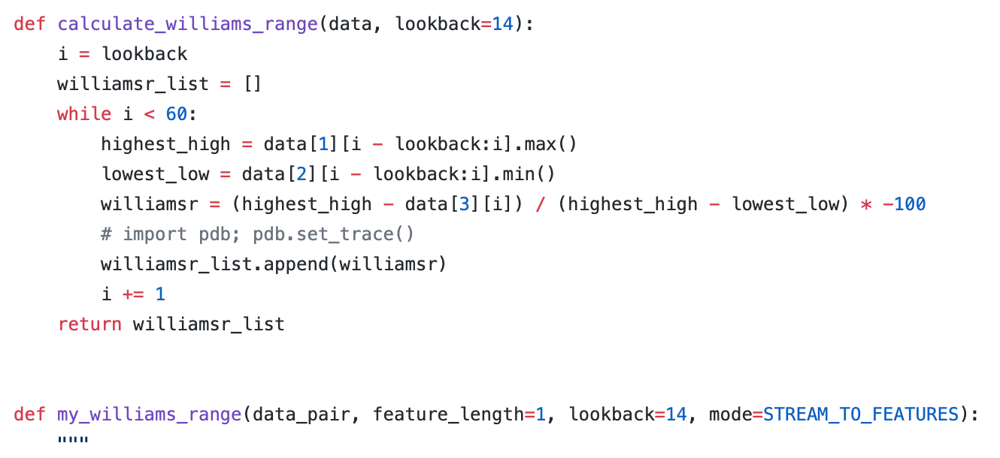 def calculate_williams_range(data, lookback=14):
    i = lookback
    williamsr_list = []
    while i < 60:
        highest_high = data[1][i - lookback:i].max()
        lowest_low = data[2][i - lookback:i].min()
        williamsr = (highest_high - data[3][i]) / (highest_high - lowest_low) * -100
        # import pdb; pdb.set_trace()
        williamsr_list.append(williamsr)
        i += 1
    return williamsr_list
def my_williams_range(data_pair, feature_length=1, lookback=14, mode=STREAM_TO_FEATURES):
    """